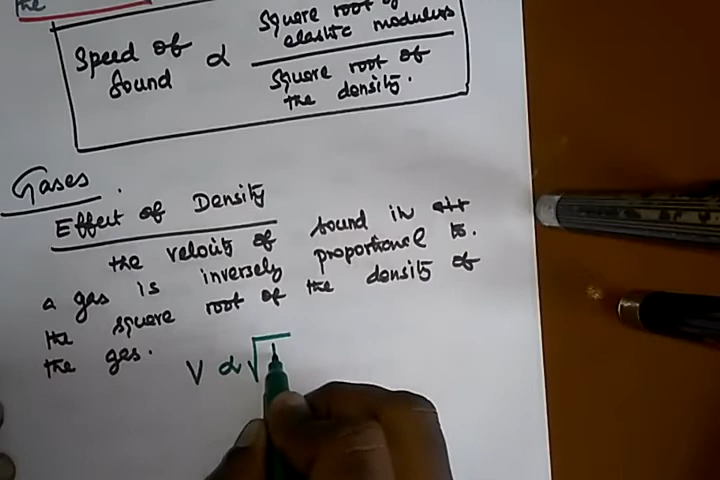 the
Square root of
elastic modulus
Speed of
Sound α
Square root of
the density.
Gases.
Effect of Density
the velocity of sound in
a gas is inversely proportional to.
the square root of the density of
the gas.
V α √